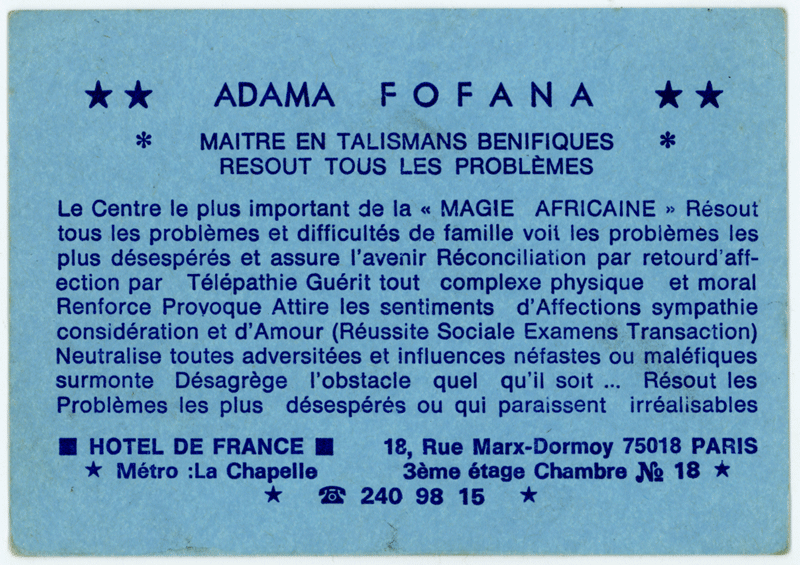 ★ ★ ADAMA FOFANA ★ ★
* MAITRE EN TALISMANS BENIFIQUES *
RESOUT TOUS LES PROBLÈMES
Le Centre le plus important de la « MAGIE AFRICAINE » Résout
tous les problèmes et difficultés de famille voit les problèmes les
plus désespérés et assure l'avenir Réconciliation par retourd'aff-
ection par Télépathie Guérit tout complexe physique et moral
Renforce Provoque Attire les sentiments d'Affections sympathie
considération et d'Amour (Réussite Sociale Examens Transaction)
Neutralise toutes adversitées et influences néfastes ou maléfiques
surmonte Désagrège l'obstacle quel qu'il soit ... Résout les
Problèmes les plus désespérés ou qui paraissent irréalisables
■ HOTEL DE FRANCE ■ 18, Rue Marx-Dormoy 75018 PARIS
★ Métro :La Chapelle 3ème étage Chambre № 18 ★
★ ☎ 240 98 15 ★